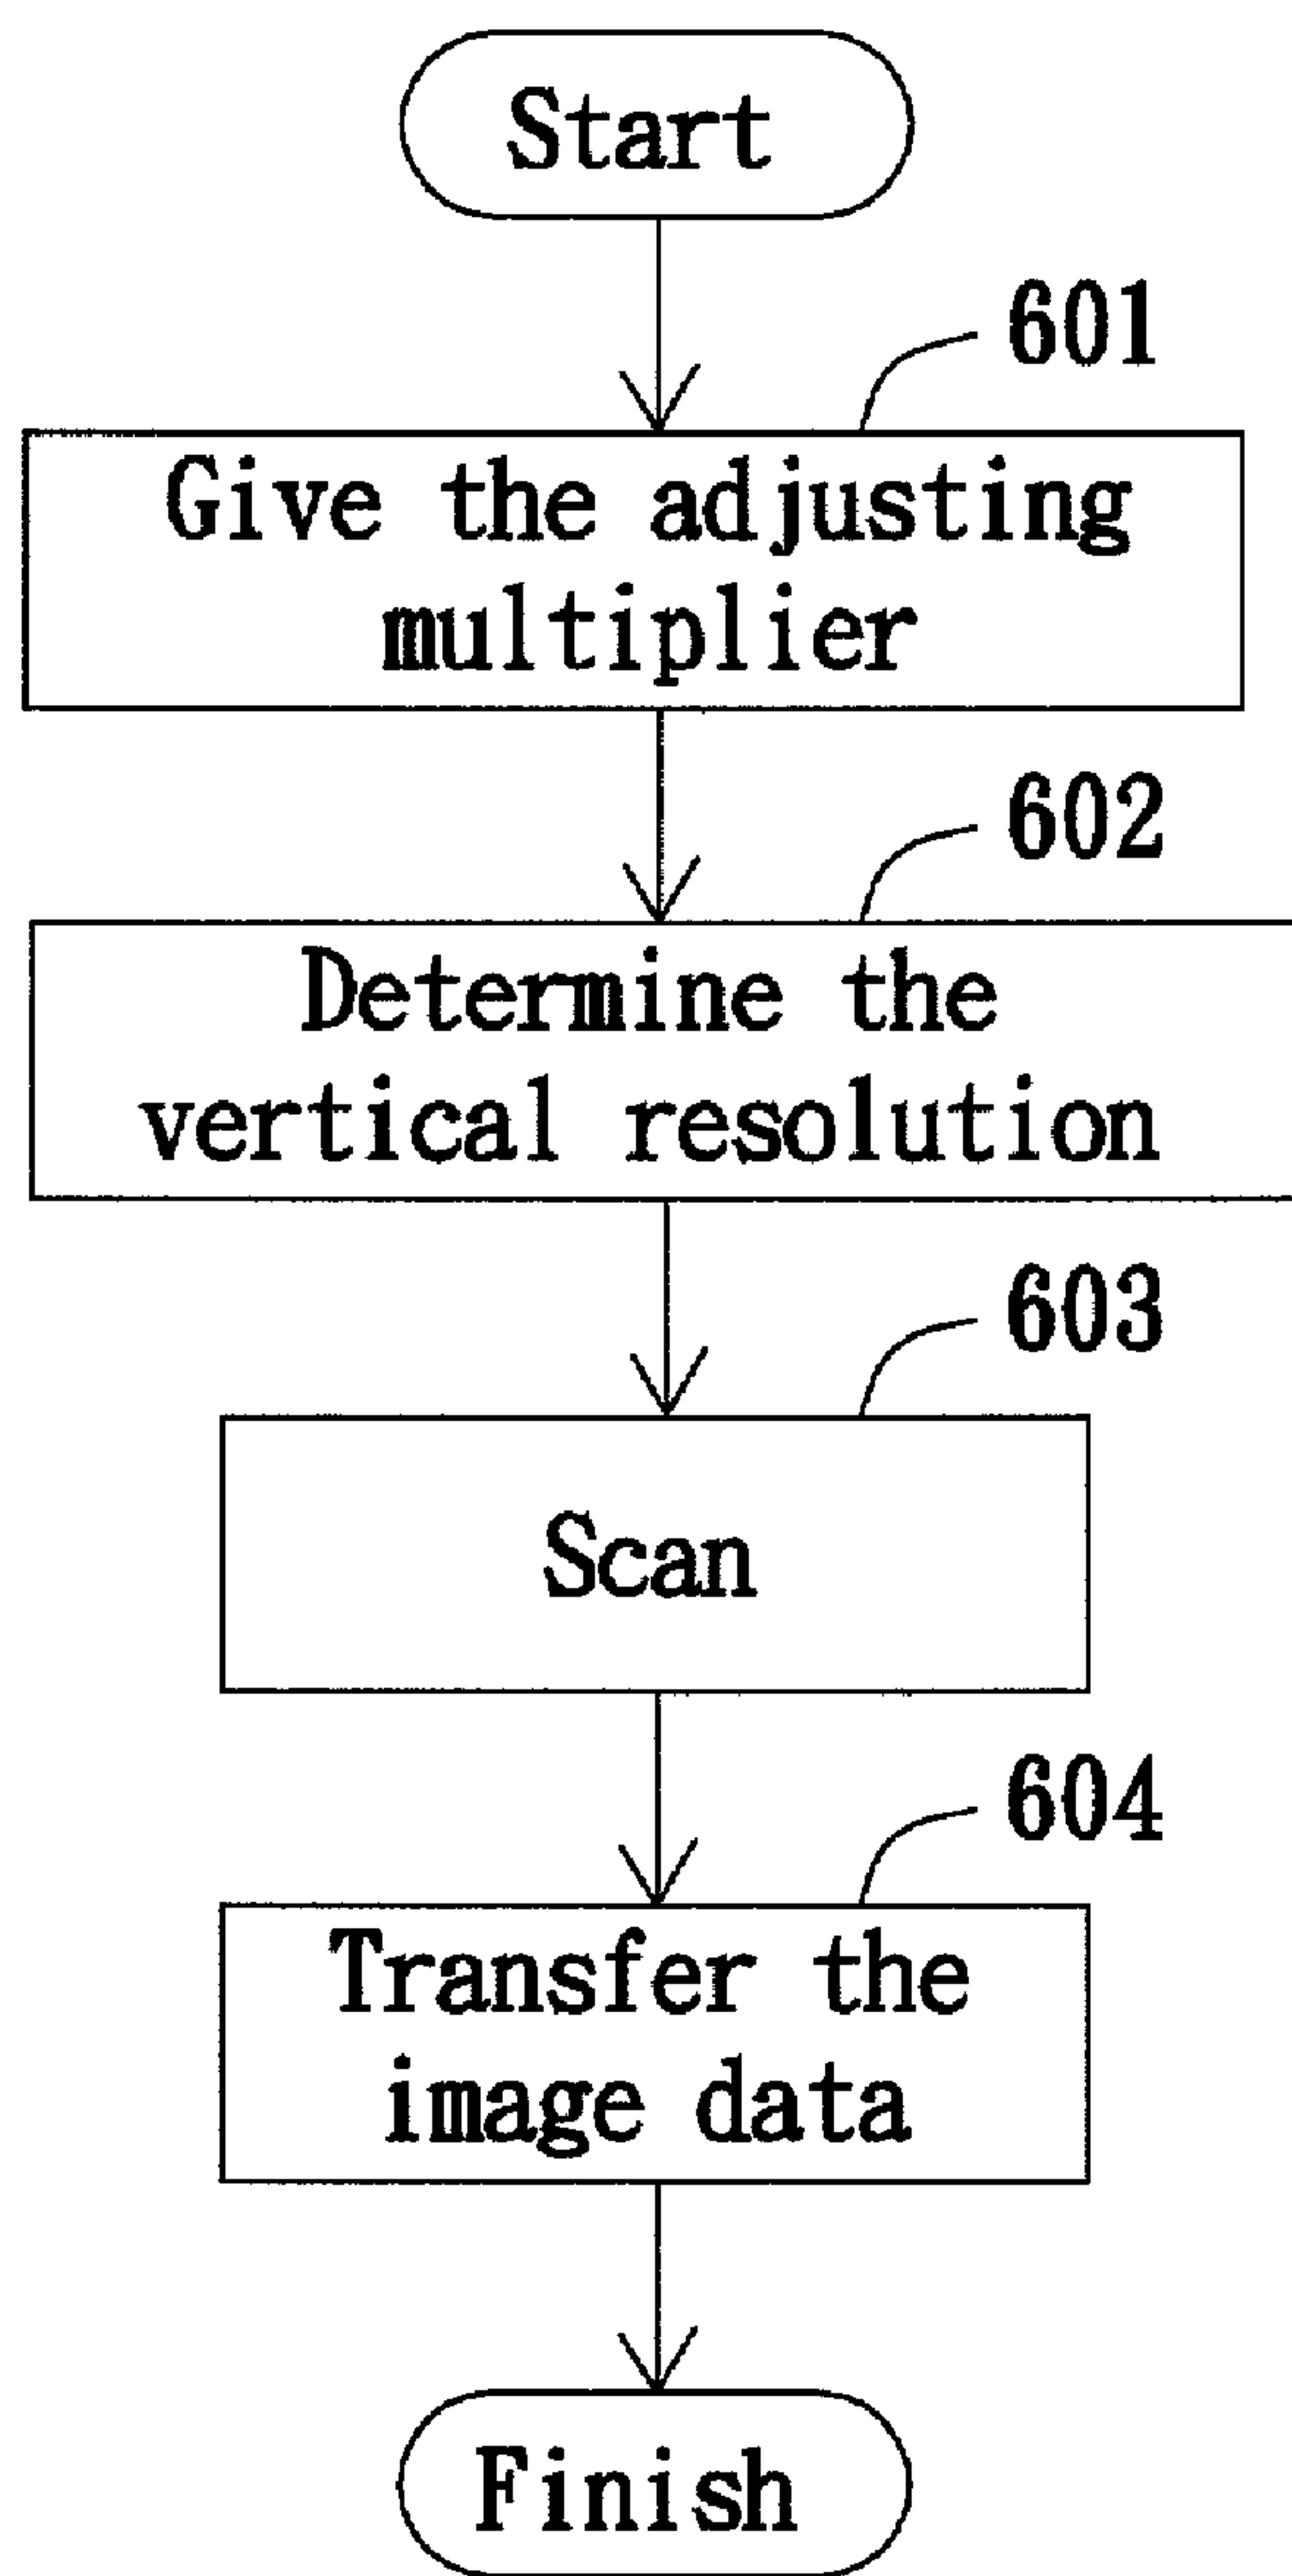 Start
601
Give the adjusting
multiplier
602
Determine the
vertical resolution
603
Scan
604
Transfer the
image data
Finish